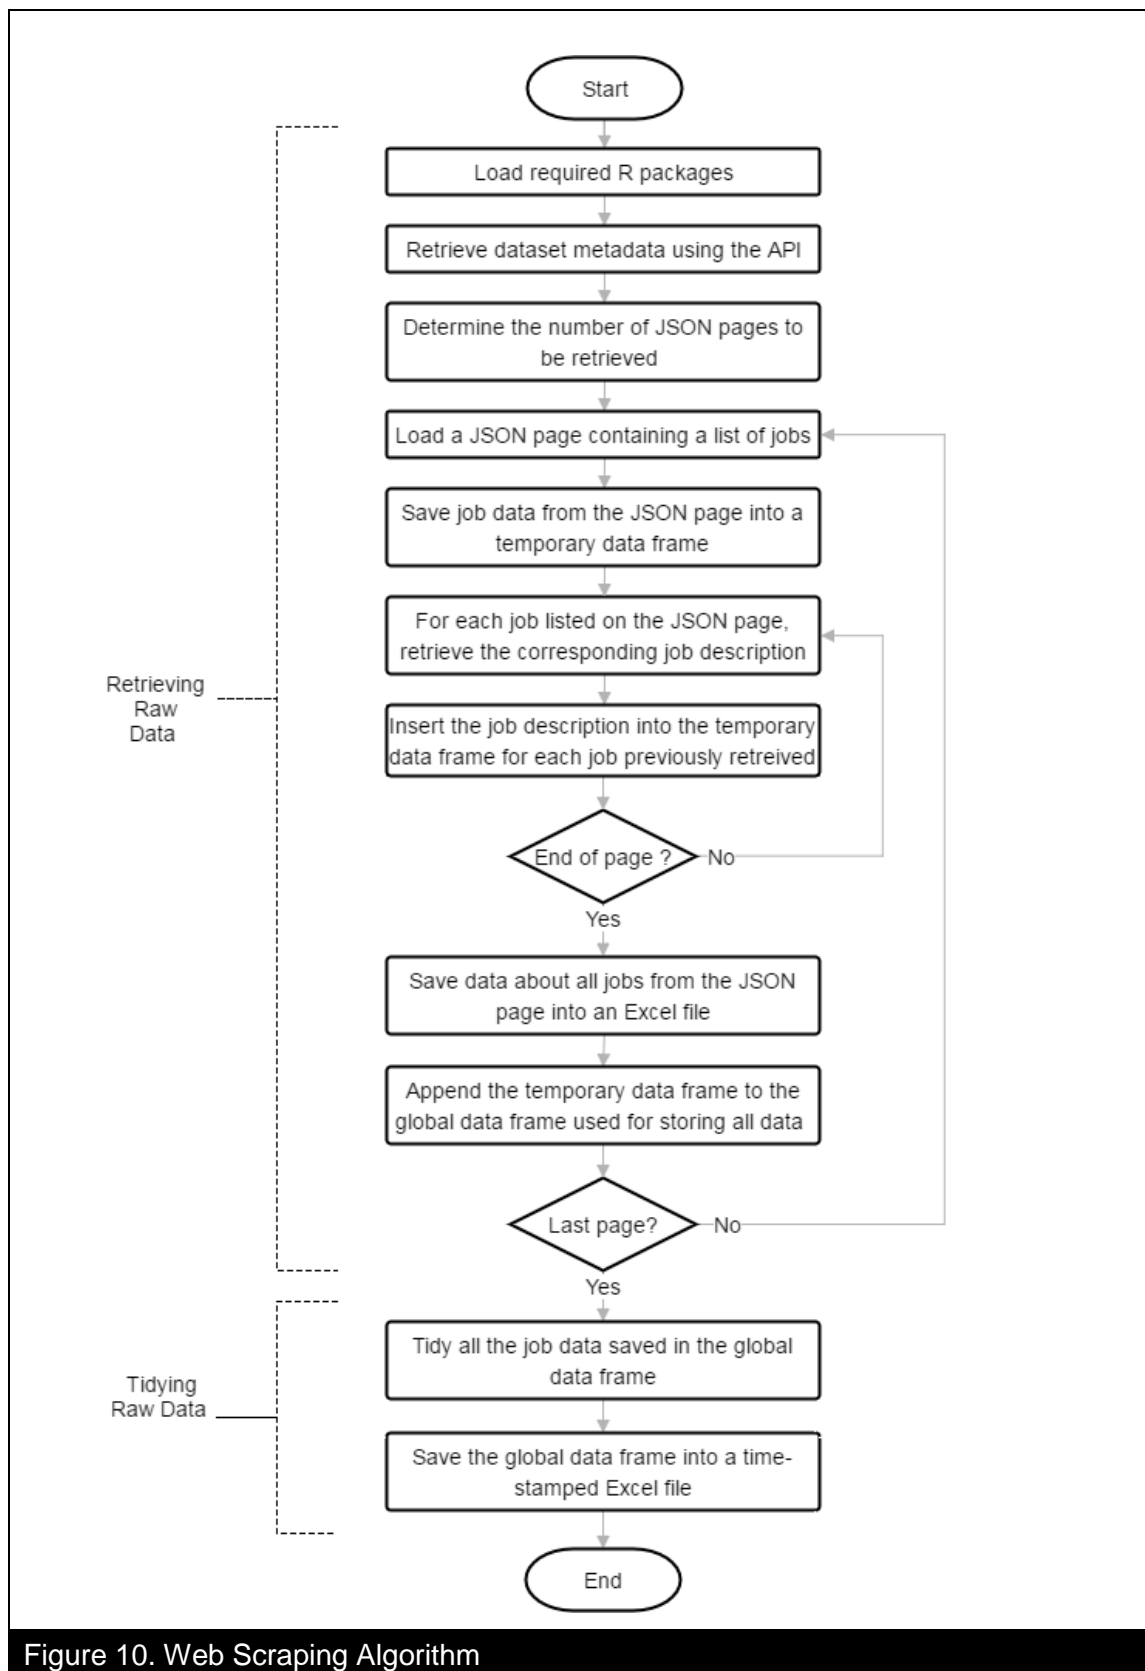 Start
Load required R packages
Retrieve dataset metadata using the API
Determine the number of JSON pages to
be retrieved
Load a JSON page containing a list of jobs
Save job data from the JSON page into a
temporary data frame
For each job listed on the JSON page,
retrieve the corresponding job description
Retrieving
Raw
Data
Insert the job description into the temporary
data frame for each job previously retreived
End of page ?
No
Yes
Save data about all jobs from the JSON
page into an Excel file
Append the temporary data frame to the
global data frame used for storing all data
Last page?
No
Yes
Tidy all the job data saved in the global
data frame
Tidying
Raw Data
Save the global data frame into a time-
stamped Excel file
End
Figure 10. Web Scraping Algorithm